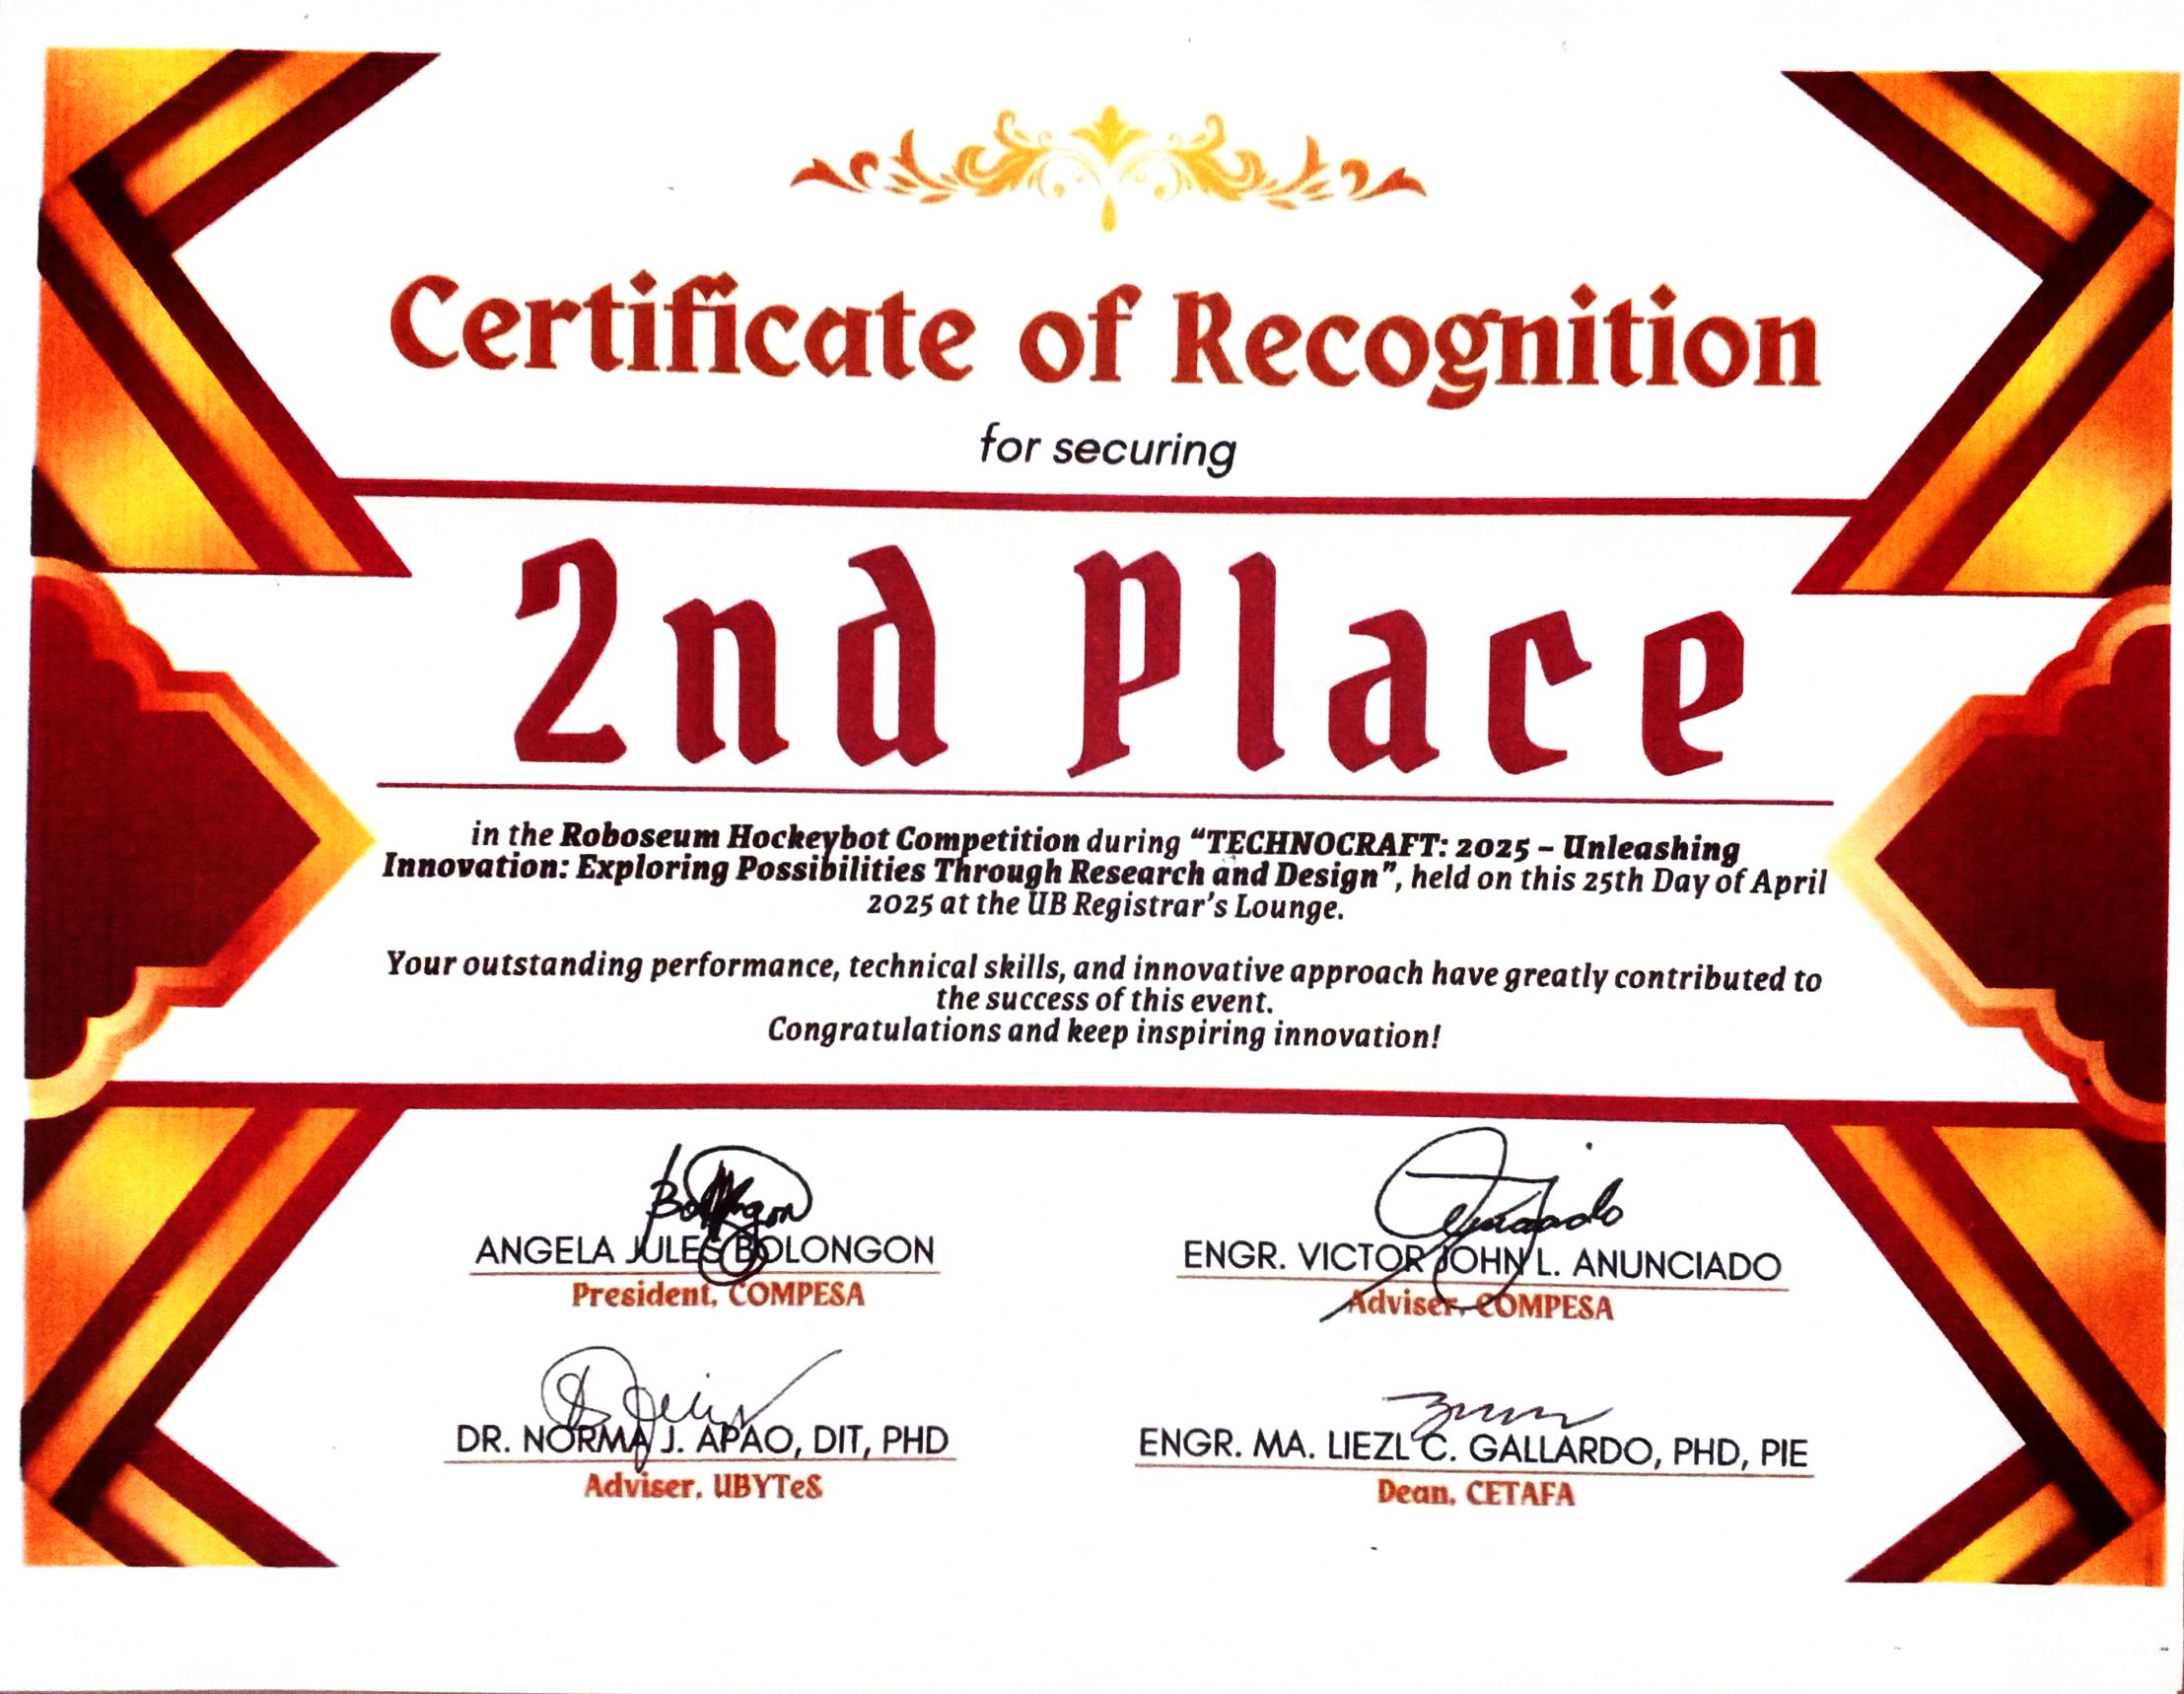 Certificate of Recognition
for securing
2nd Place
in the Roboseum Hockeybot Competition during “TECHNOCRAFT: 2025 – Unleashing
Innovation: Exploring Possibilities Through Research and Design”, held on this 25th Day of April
2025 at the UB Registrar’s Lounge.
Your outstanding performance, technical skills, and innovative approach have greatly contributed to
the success of this event.
Congratulations and keep inspiring innovation!
ANGELA JULES BOLONGON
President, COMPESA
ENGR. VICTOR JOHN L. ANUNCIADO
Adviser, COMPESA
DR. NORMA J. APAO, DIT, PHD
Adviser, UBYTeS
ENGR. MA. LIEZL C. GALLARDO, PHD, PIE
Dean, CETAFA